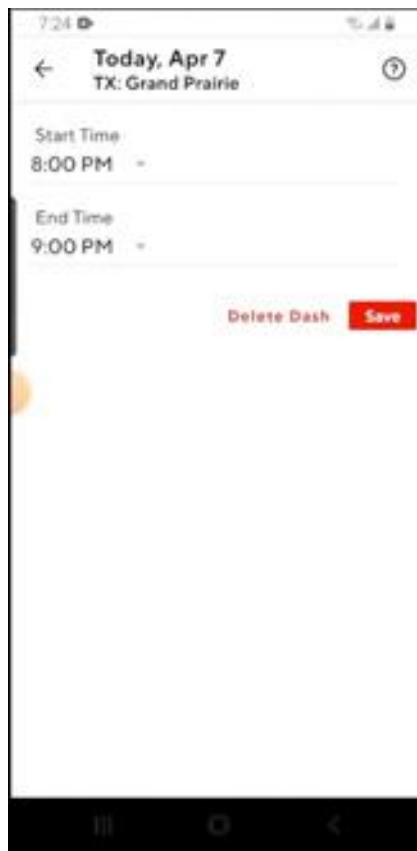 7:24
Today, Apr 7
TX: Grand Prairie
Start Time
8:00 PM
End Time
9:00 PM
Delete Dash Save